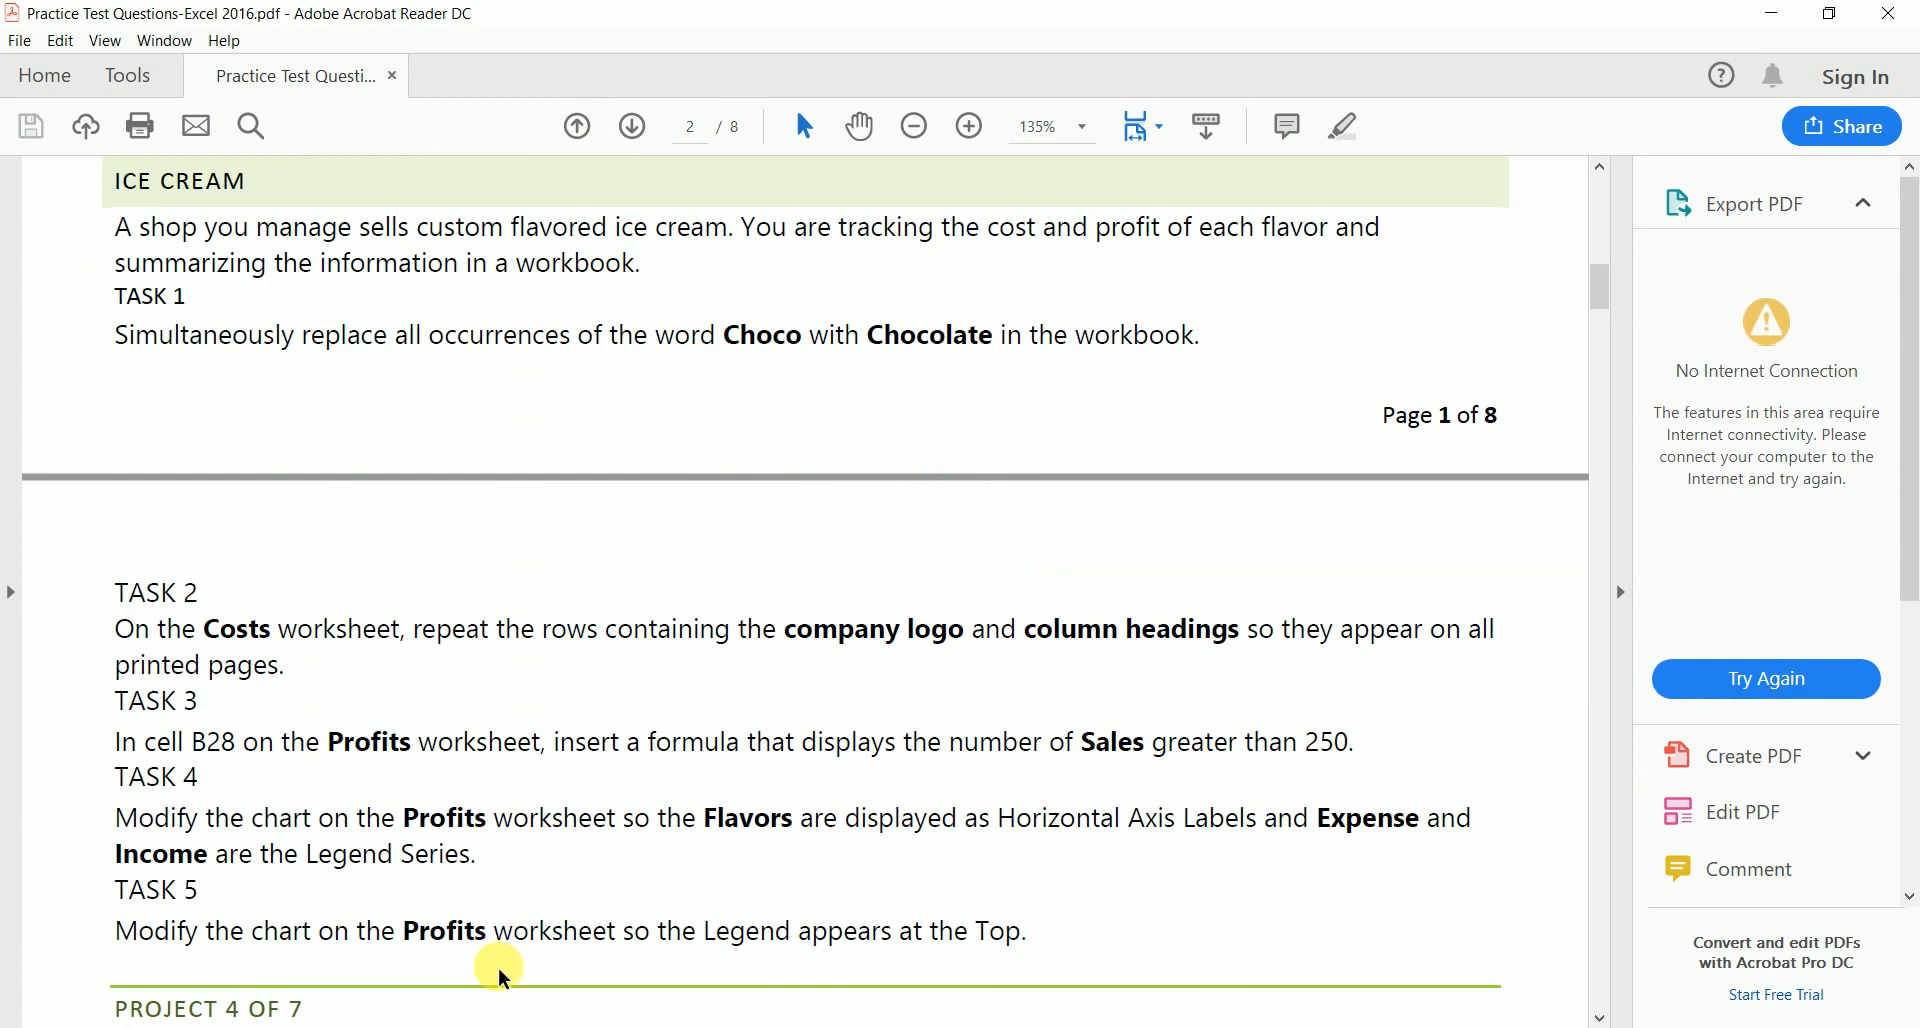 Practice Test Questions-Excel 2016.pdf - Adobe Acrobat Reader DC
File Edit View Window Help
Home Tools Practice Test Questi... × Sign In
2 / 8 135% Share
ICE CREAM
A shop you manage sells custom flavored ice cream. You are tracking the cost and profit of each flavor and
summarizing the information in a workbook.
TASK 1
Simultaneously replace all occurrences of the word Choco with Chocolate in the workbook.
Page 1 of 8
TASK 2
On the Costs worksheet, repeat the rows containing the company logo and column headings so they appear on all
printed pages.
TASK 3
In cell B28 on the Profits worksheet, insert a formula that displays the number of Sales greater than 250.
TASK 4
Modify the chart on the Profits worksheet so the Flavors are displayed as Horizontal Axis Labels and Expense and
Income are the Legend Series.
TASK 5
Modify the chart on the Profits worksheet so the Legend appears at the Top.
PROJECT 4 OF 7
Export PDF
No Internet Connection
The features in this area require
Internet connectivity. Please
connect your computer to the
Internet and try again.
Try Again
Create PDF
Edit PDF
Comment
Convert and edit PDFs
with Acrobat Pro DC
Start Free Trial